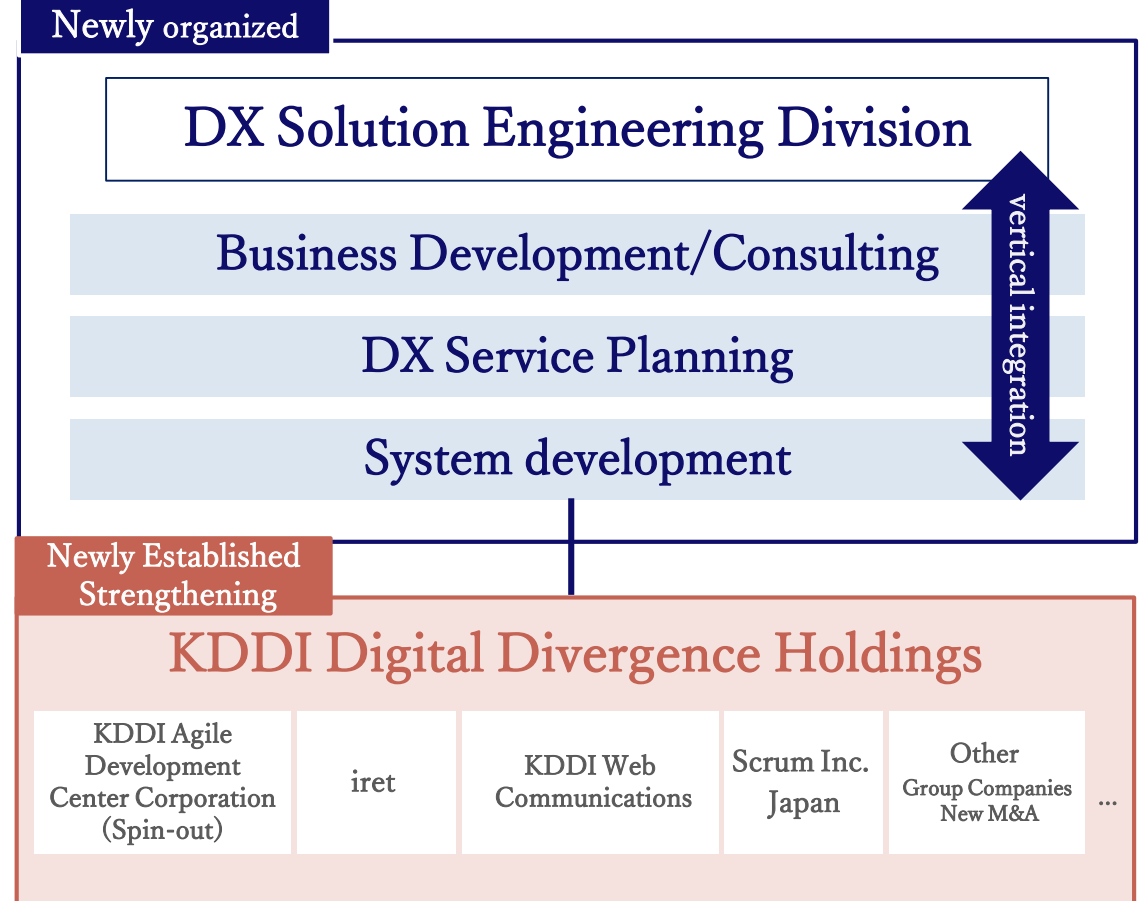 Newly organized
DX Solution Engineering Division
Business Development/Consulting
DX Service Planning
System development
vertical integration
Newly Established
Strengthening
KDDI Digital Divergence Holdings
KDDI Agile
Development
Center Corporation
(Spin-out)
iret
KDDI Web
Communications
Scrum Inc.
Japan
Other
Group Companies
New M&A
...